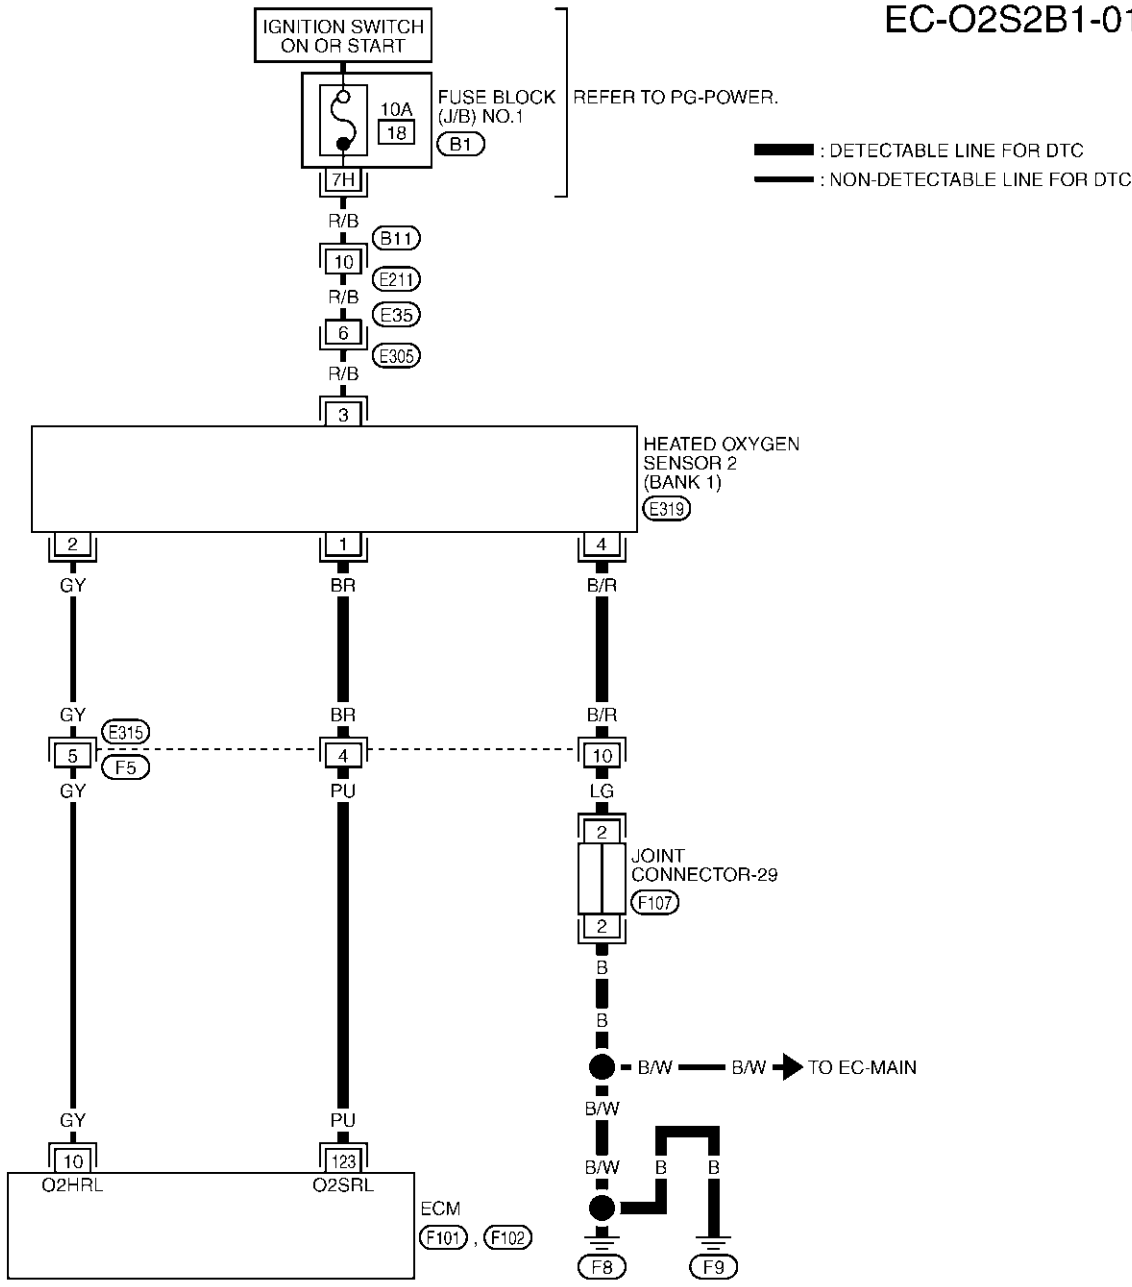 EC-O2S2B1-01
IGNITION SWITCH
ON OR START
FUSE BLOCK
(J/B) NO.1
B1
10A
18
REFER TO PG-POWER.
: DETECTABLE LINE FOR DTC
: NON-DETECTABLE LINE FOR DTC
7H
R/B
B11
10
E211
R/B
E35
6
E305
R/B
3
HEATED OXYGEN
SENSOR 2
(BANK 1)
E319
2 1 4
GY BR B/R
GY BR B/R
E315
5 4 10
F5
GY PU LG
2
JOINT
CONNECTOR-29
F107
2
B
B
B/W B/W TO EC-MAIN
B/W
GY PU
B/W B B
10 123
O2HRL O2SRL
ECM
F101 , F102
F8 F9